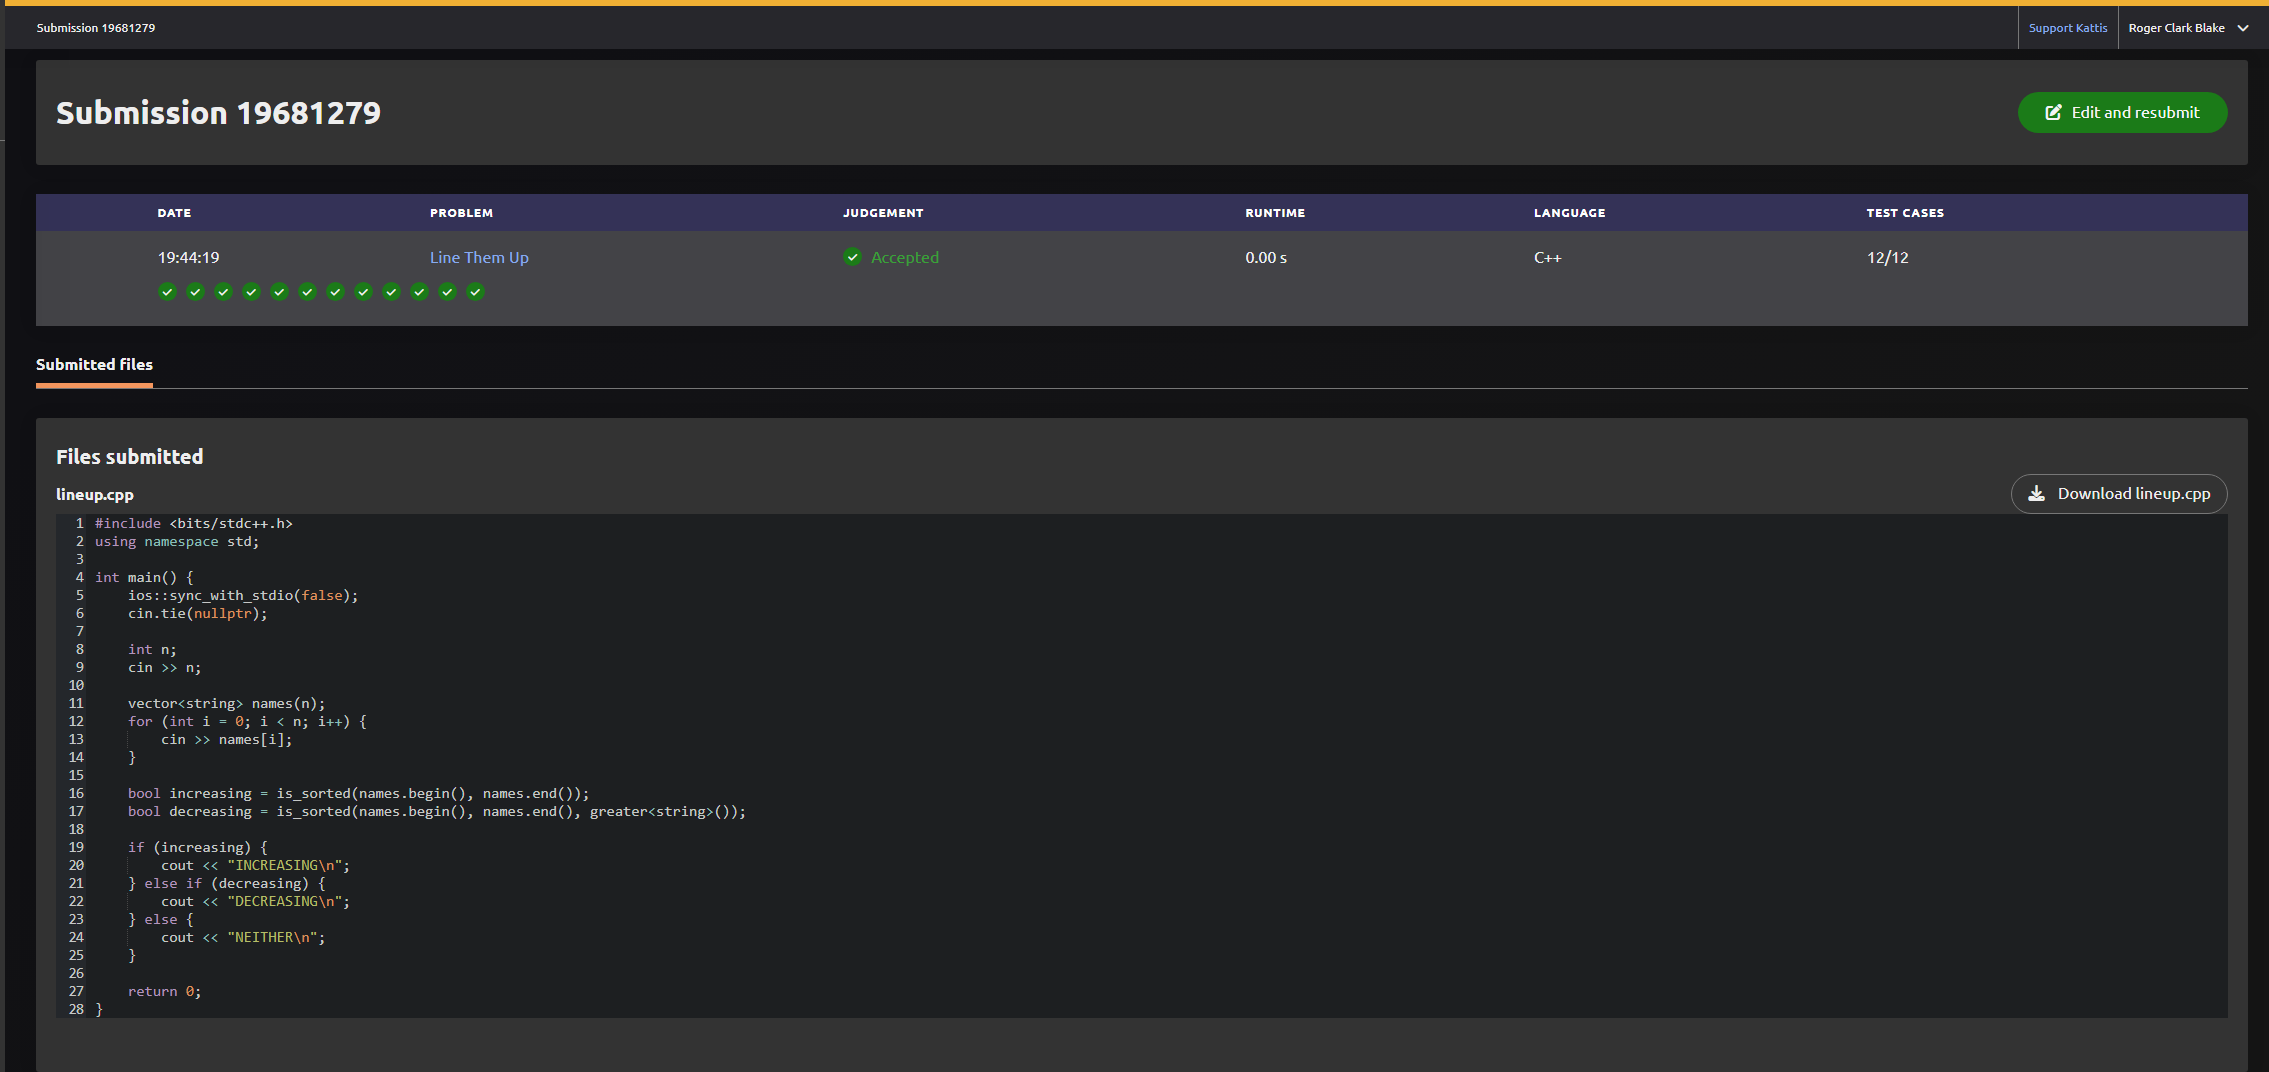 Submission 19681279
Support Kattis
Roger Clark Blake
Submission 19681279
Edit and resubmit
DATE PROBLEM JUDGEMENT RUNTIME LANGUAGE TEST CASES
19:44:19 Line Them Up Accepted 0.00 s C++ 12/12
Submitted files
Files submitted
lineup.cpp
Download lineup.cpp
1 #include <bits/stdc++.h>
2 using namespace std;
3
4 int main() {
5     ios::sync_with_stdio(false);
6     cin.tie(nullptr);
7
8     int n;
9     cin >> n;
10
11     vector<string> names(n);
12     for (int i = 0; i < n; i++) {
13         cin >> names[i];
14     }
15
16     bool increasing = is_sorted(names.begin(), names.end());
17     bool decreasing = is_sorted(names.begin(), names.end(), greater<string>());
18
19     if (increasing) {
20         cout << "INCREASING\n";
21     } else if (decreasing) {
22         cout << "DECREASING\n";
23     } else {
24         cout << "NEITHER\n";
25     }
26
27     return 0;
28 }